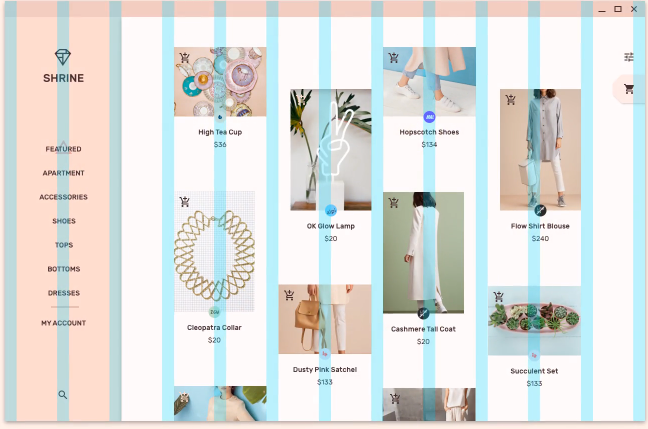 SHRINE
FEATURED
APARTMENT
ACCESSORIES
SHOES
TOPS
BOTTOMS
DRESSES
MY ACCOUNT
High Tea Cup
$36
Cleopatra Collar
$20
OK Glow Lamp
$20
Dusty Pink Satchel
$133
Hopscotch Shoes
$134
Cashmere Tall Coat
$20
Flow Shirt Blouse
$240
Succulent Set
$133